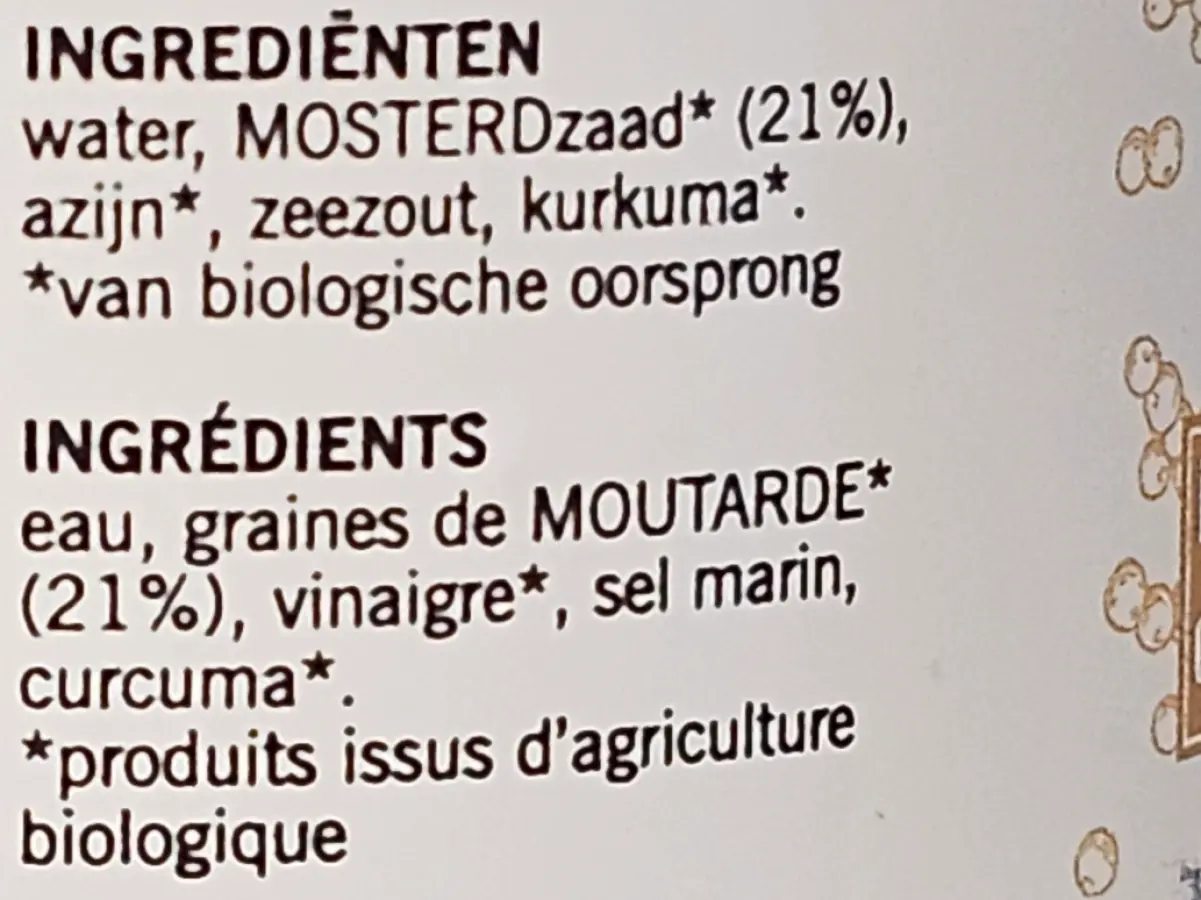 INGREDIËNTEN
water, MOSTERDzaad* (21%),
azijn*, zeezout, kurkuma*.
*van biologische oorsprong
INGRÉDIENTS
eau, graines de MOUTARDE*
(21%), vinaigre*, sel marin,
curcuma*.
*produits issus d'agriculture
biologique